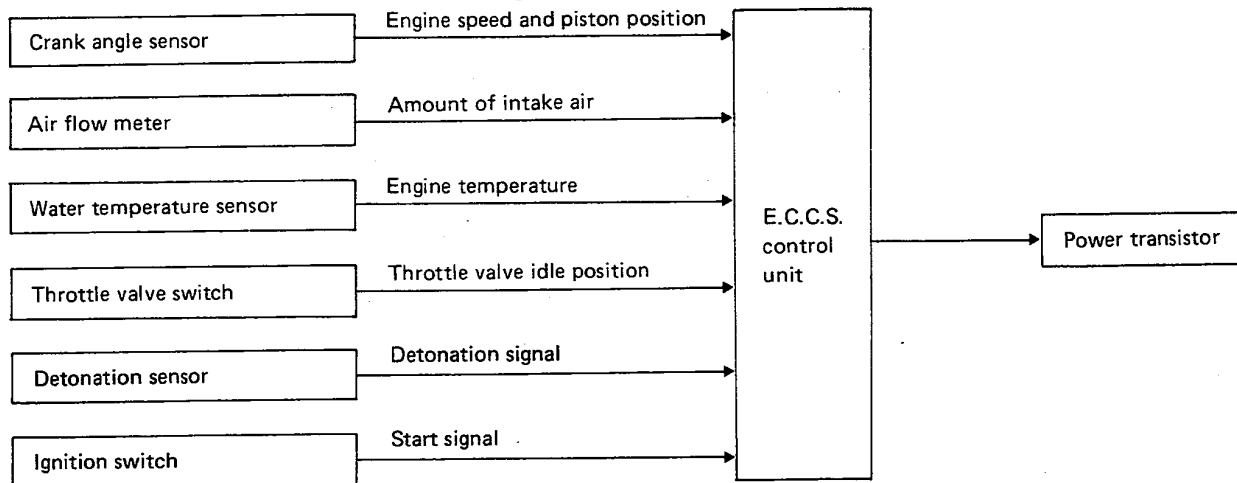 Crank angle sensor
Engine speed and piston position
Air flow meter
Amount of intake air
Water temperature sensor
Engine temperature
Throttle valve switch
Throttle valve idle position
Detonation sensor
Detonation signal
Ignition switch
Start signal
E.C.C.S.
control
unit
Power transistor